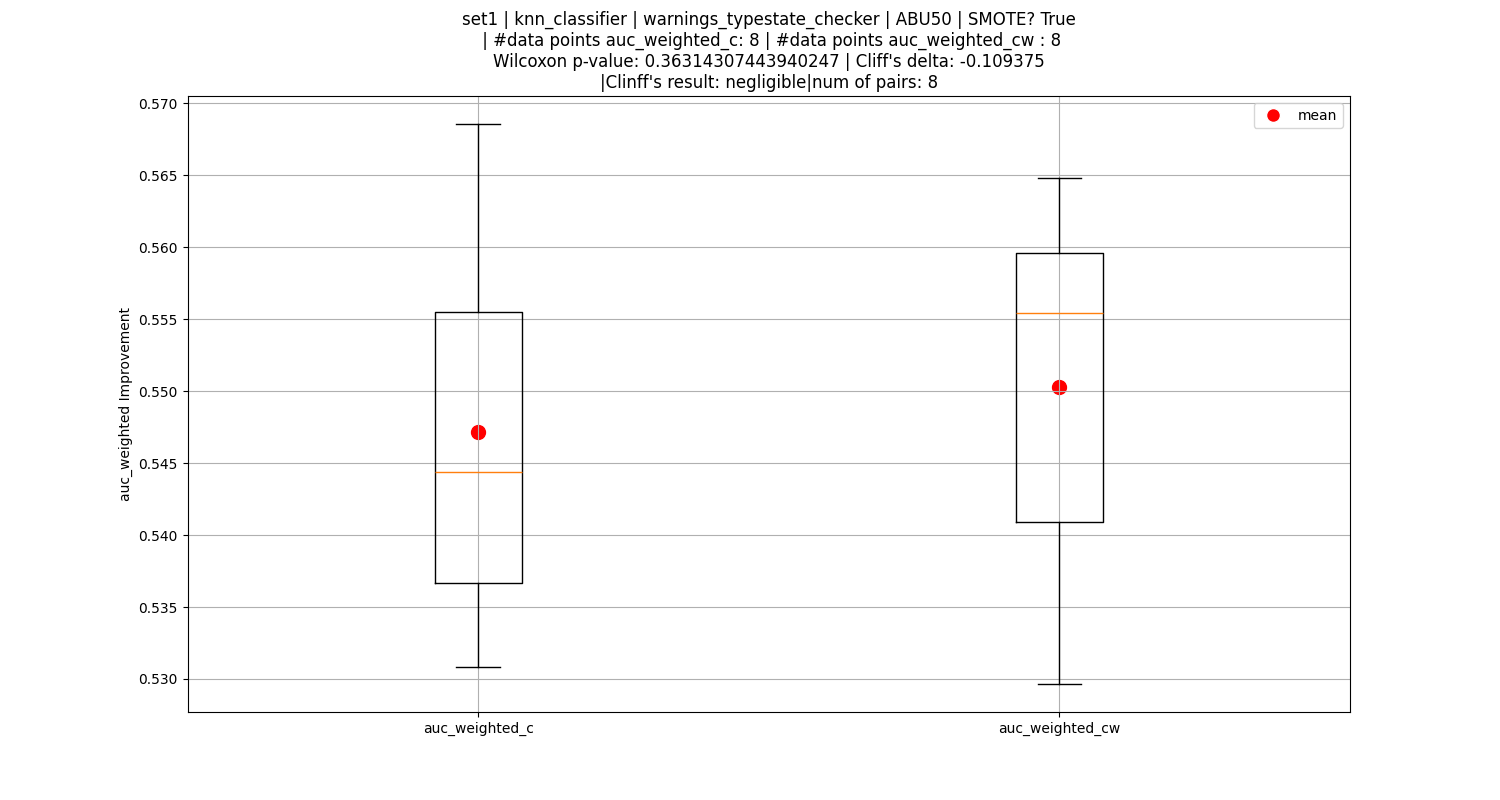 set1 | knn_classifier | warnings_typestate_checker | ABU50 | SMOTE? True
| #data points auc_weighted_c: 8 | #data points auc_weighted_cw : 8
Wilcoxon p-value: 0.36314307443940247 | Cliff's delta: -0.109375
|Clinff's result: negligible|num of pairs: 8
mean
auc_weighted Improvement
0.570
0.565
0.560
0.555
0.550
0.545
0.540
0.535
0.530
auc_weighted_c
auc_weighted_cw